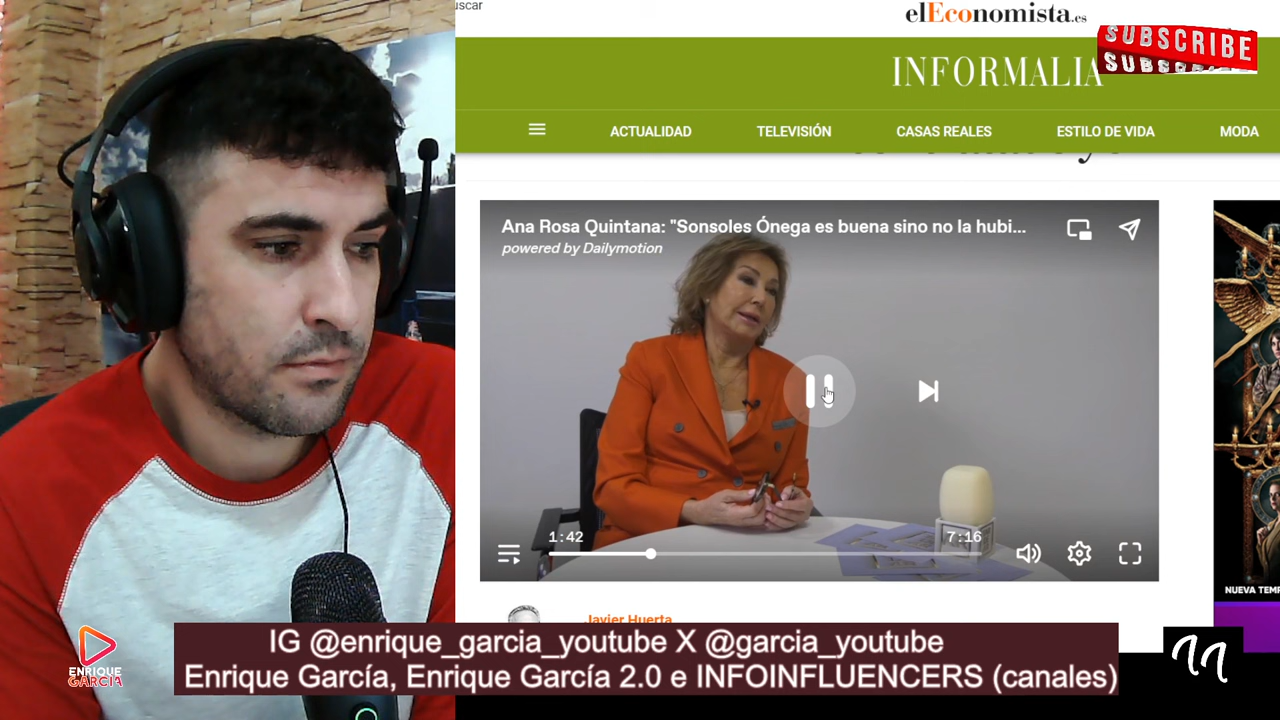 uscar
elEconomista.es
SUBSCRIBE
SUBSCRIBE
INFORMALIA
ACTUALIDAD
TELEVISIÓN
CASAS REALES
ESTILO DE VIDA
MODA
Ana Rosa Quintana: "Sonsoles Ónega es buena sino no la hubi...
powered by Dailymotion
1:42
7:16
NUEVA TEMP
Javier Huerta
IG @enrique_garcia_youtube X @garcia_youtube
Enrique García, Enrique García 2.0 e INFOINFLUENCERS (canales)
ENRIQUE
GARCÍA